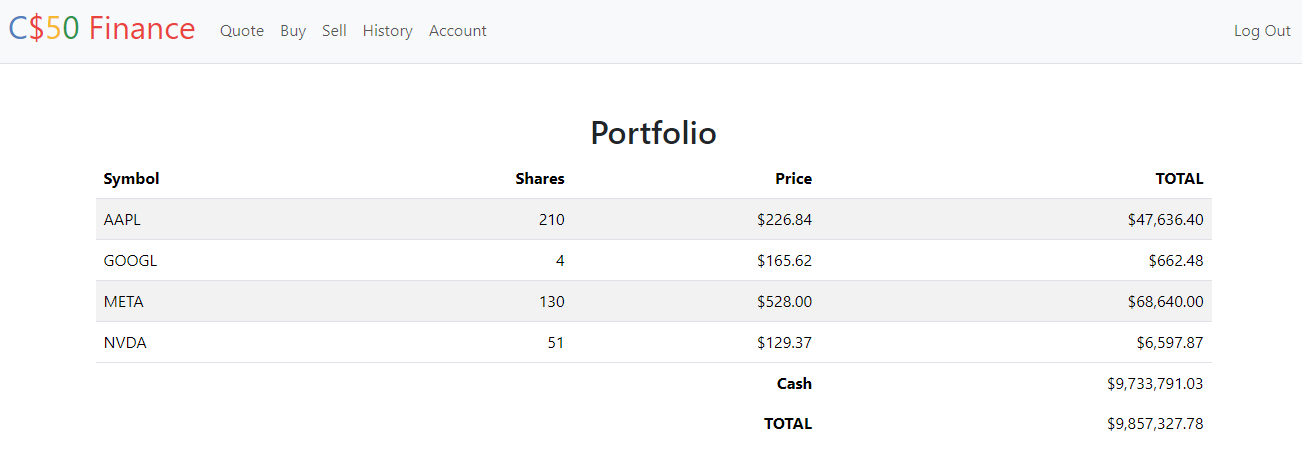 C$50 Finance Quote Buy Sell History Account Log Out
Portfolio
Symbol Shares Price TOTAL
AAPL 210 $226.84 $47,636.40
GOOGL 4 $165.62 $662.48
META 130 $528.00 $68,640.00
NVDA 51 $129.37 $6,597.87
Cash $9,733,791.03
TOTAL $9,857,327.78